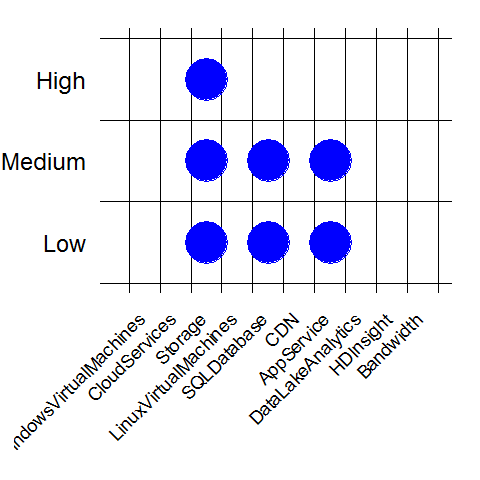 High
Medium
Low
ndowsVirtualMachines
CloudServices
Storage
LinuxVirtualMachines
SQLDatabase
CDN
AppService
DataLakeAnalytics
HDInsight
Bandwidth